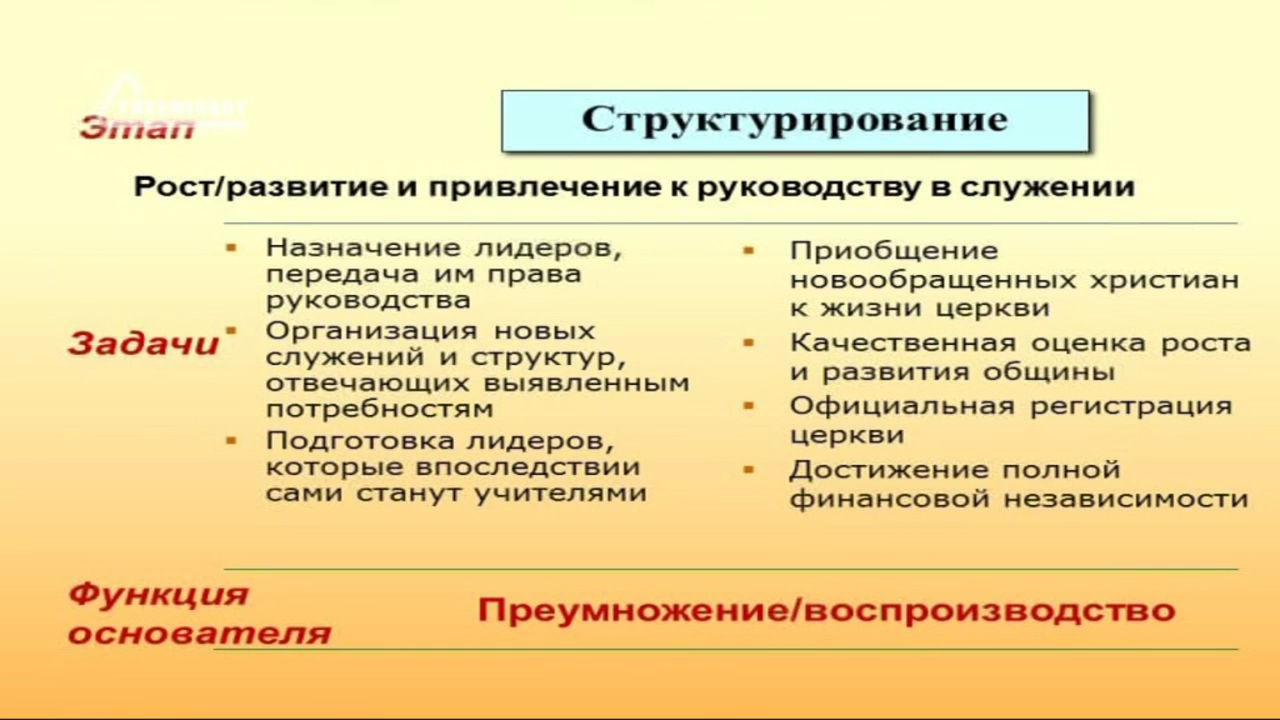 Этап
Структурирование
Рост/развитие и привлечение к руководству в служении
Задачи
▪ Назначение лидеров,
передача им права
руководства
▪ Организация новых
служений и структур,
отвечающих выявленным
потребностям
▪ Подготовка лидеров,
которые впоследствии
сами станут учителями
▪ Приобщение
новообращенных христиан
к жизни церкви
▪ Качественная оценка роста
и развития общины
▪ Официальная регистрация
церкви
▪ Достижение полной
финансовой независимости
Функция
основателя
Преумножение/воспроизводство